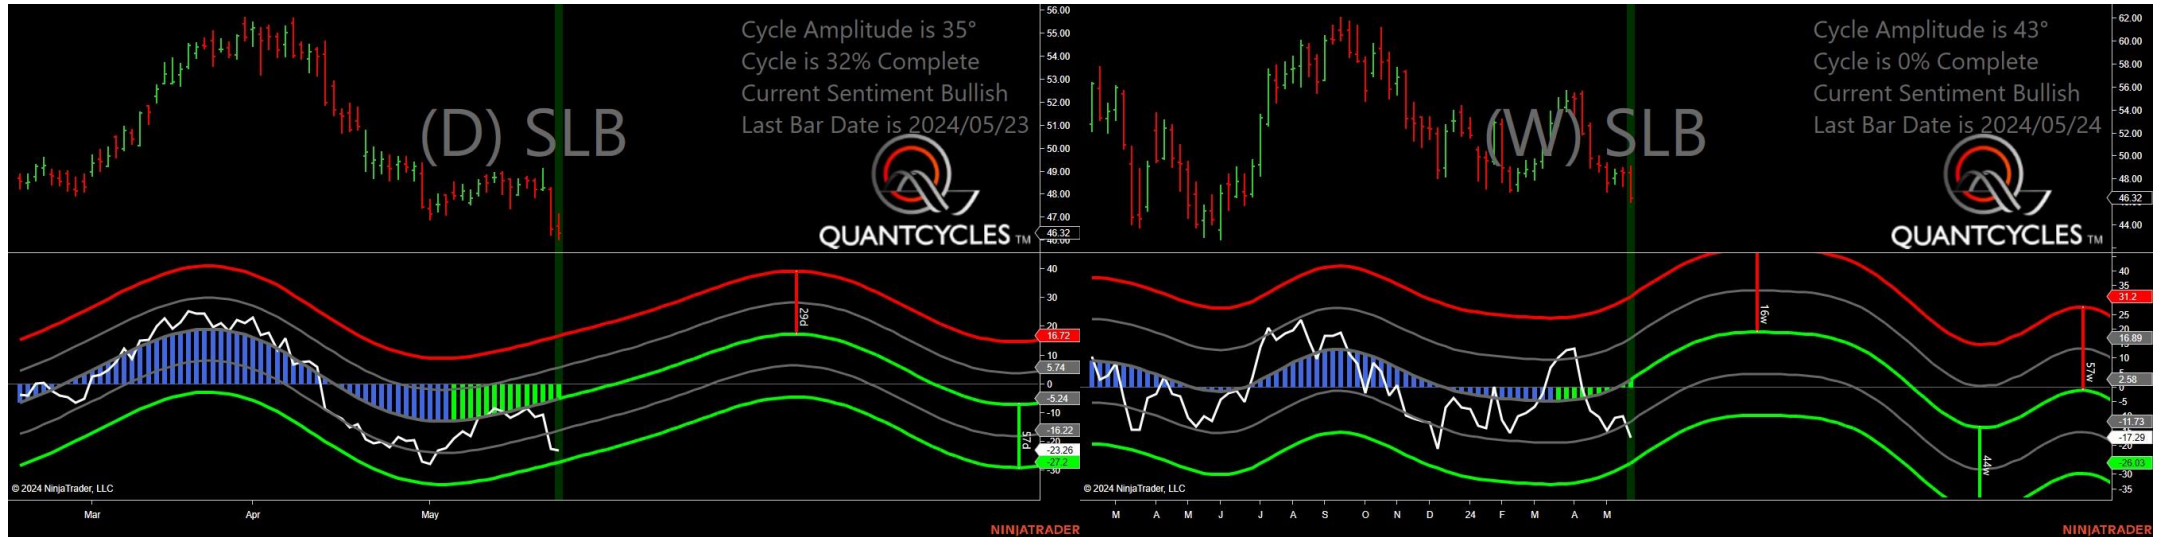 Cycle Amplitude is 35°
Cycle is 32% Complete
Current Sentiment Bullish
Last Bar Date is 2024/05/23
(D) SLB
QUANTCYCLES TM
56.00
55.00
54.00
53.00
52.00
51.00
50.00
49.00
48.00
47.00
46.32
40
30
20
16.72
10
5.74
0
-5.24
-10
-16.22
-23.26
-27.2
-30
29d
57d
© 2024 NinjaTrader, LLC
Mar Apr May
NINJATRADER
Cycle Amplitude is 43°
Cycle is 0% Complete
Current Sentiment Bullish
Last Bar Date is 2024/05/24
(W) SLB
QUANTCYCLES TM
62.00
60.00
58.00
56.00
54.00
52.00
50.00
48.00
46.32
44.00
40
35
31.2
25
20
16.89
10
5
2.58
-5
-11.73
-17.29
-26.03
-30
-35
16w
44w
57w
© 2024 NinjaTrader, LLC
M A M J J A S O N D 24 F M A M
NINJATRADER